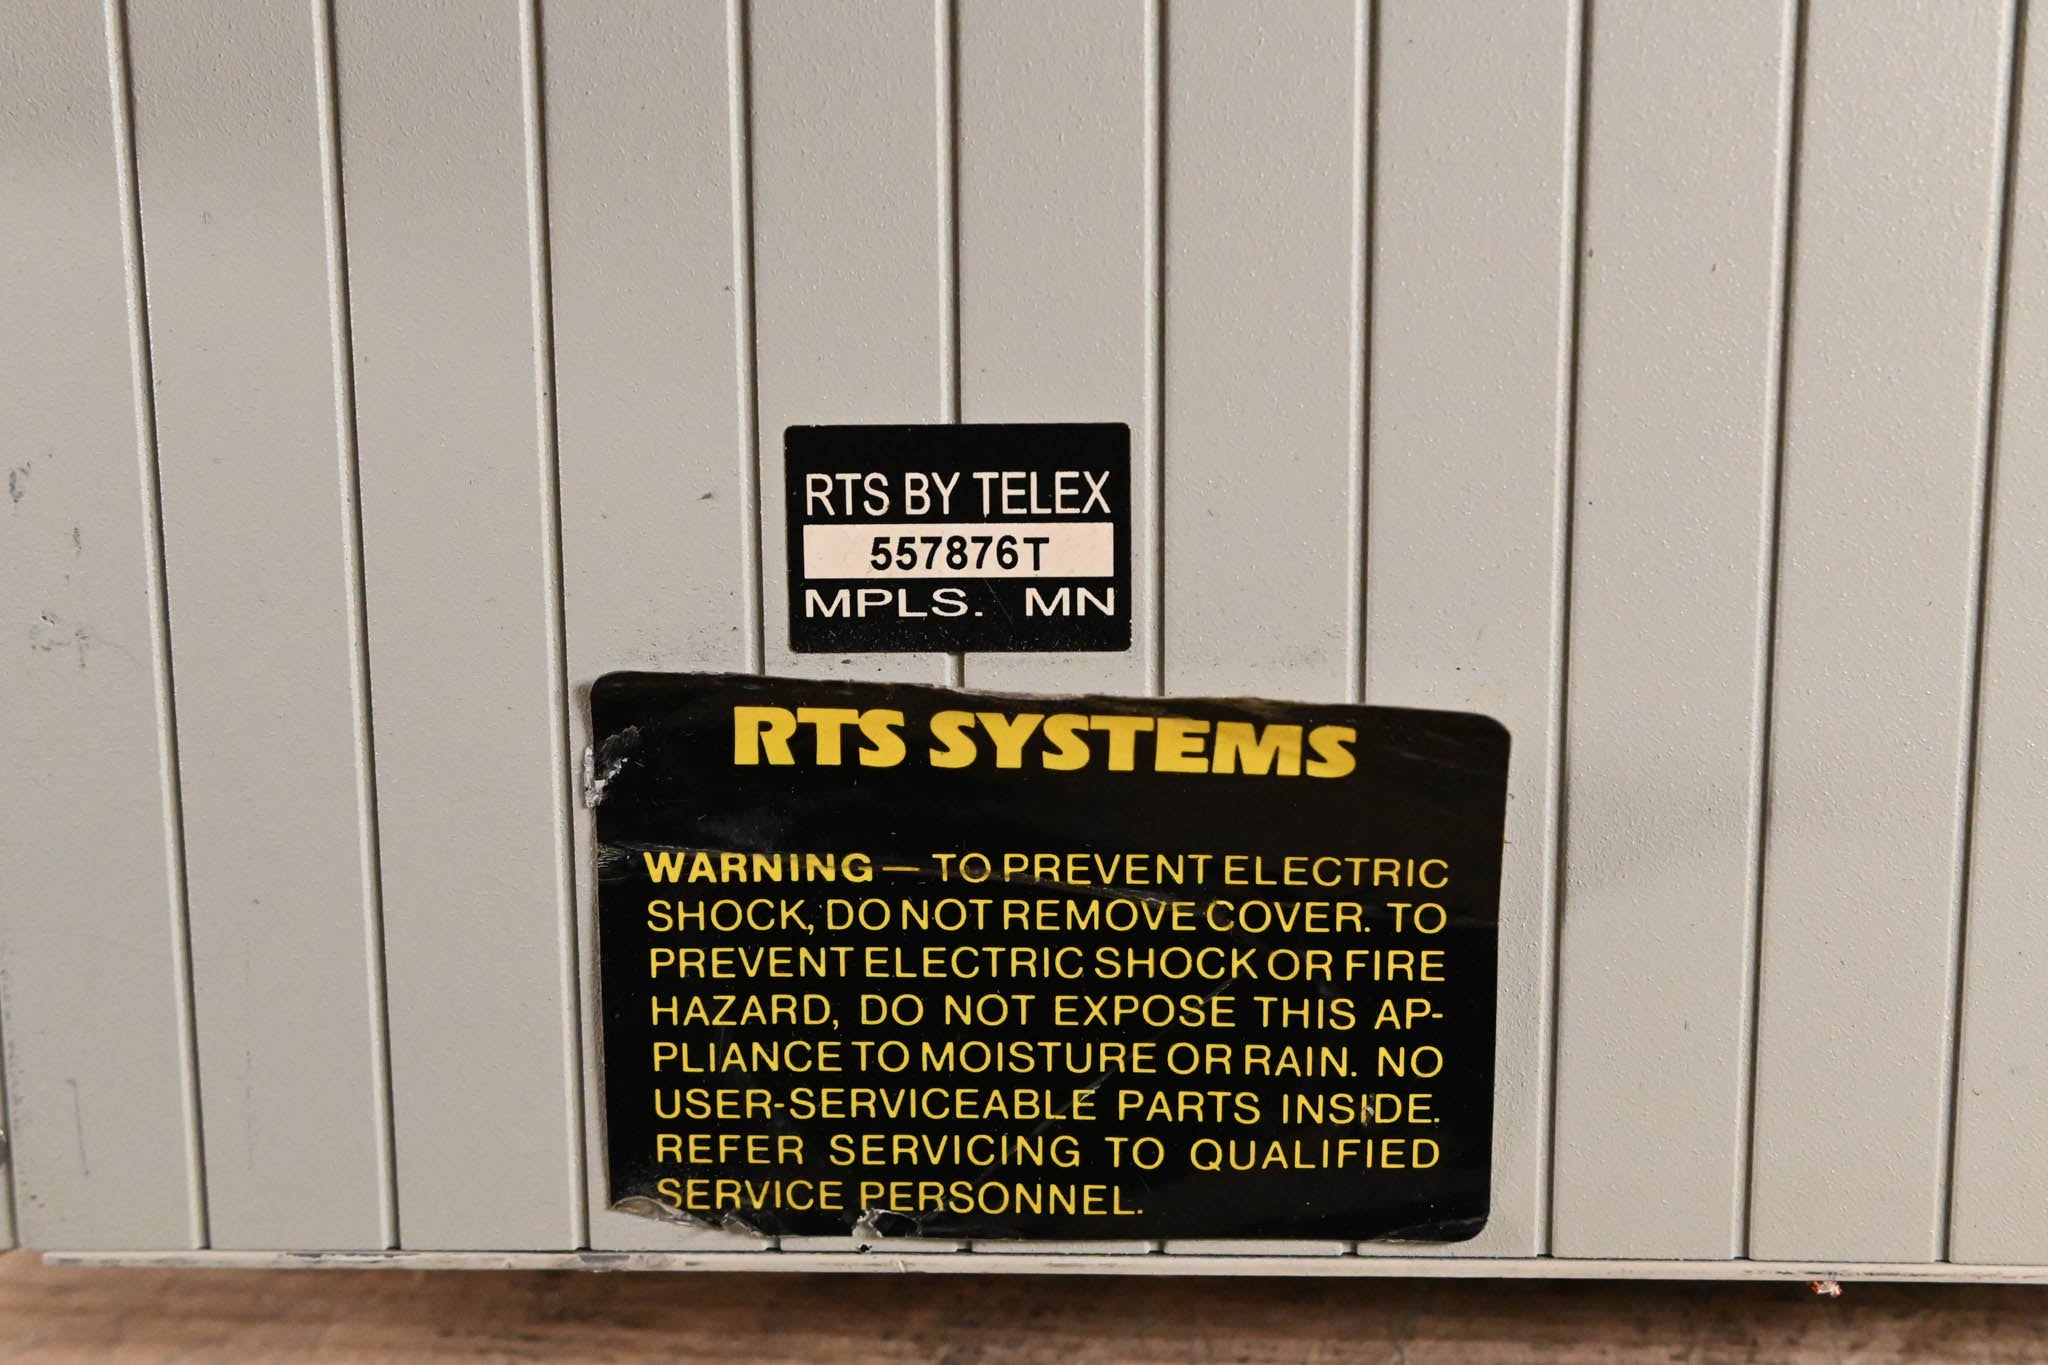 RTS BY TELEX
557876T
MPLS. MN
RTS SYSTEMS
WARNING — TO PREVENT ELECTRIC
SHOCK, DO NOT REMOVE COVER. TO
PREVENT ELECTRIC SHOCK OR FIRE
HAZARD, DO NOT EXPOSE THIS AP-
PLIANCE TO MOISTURE OR RAIN. NO
USER-SERVICEABLE PARTS INSIDE.
REFER SERVICING TO QUALIFIED
SERVICE PERSONNEL.